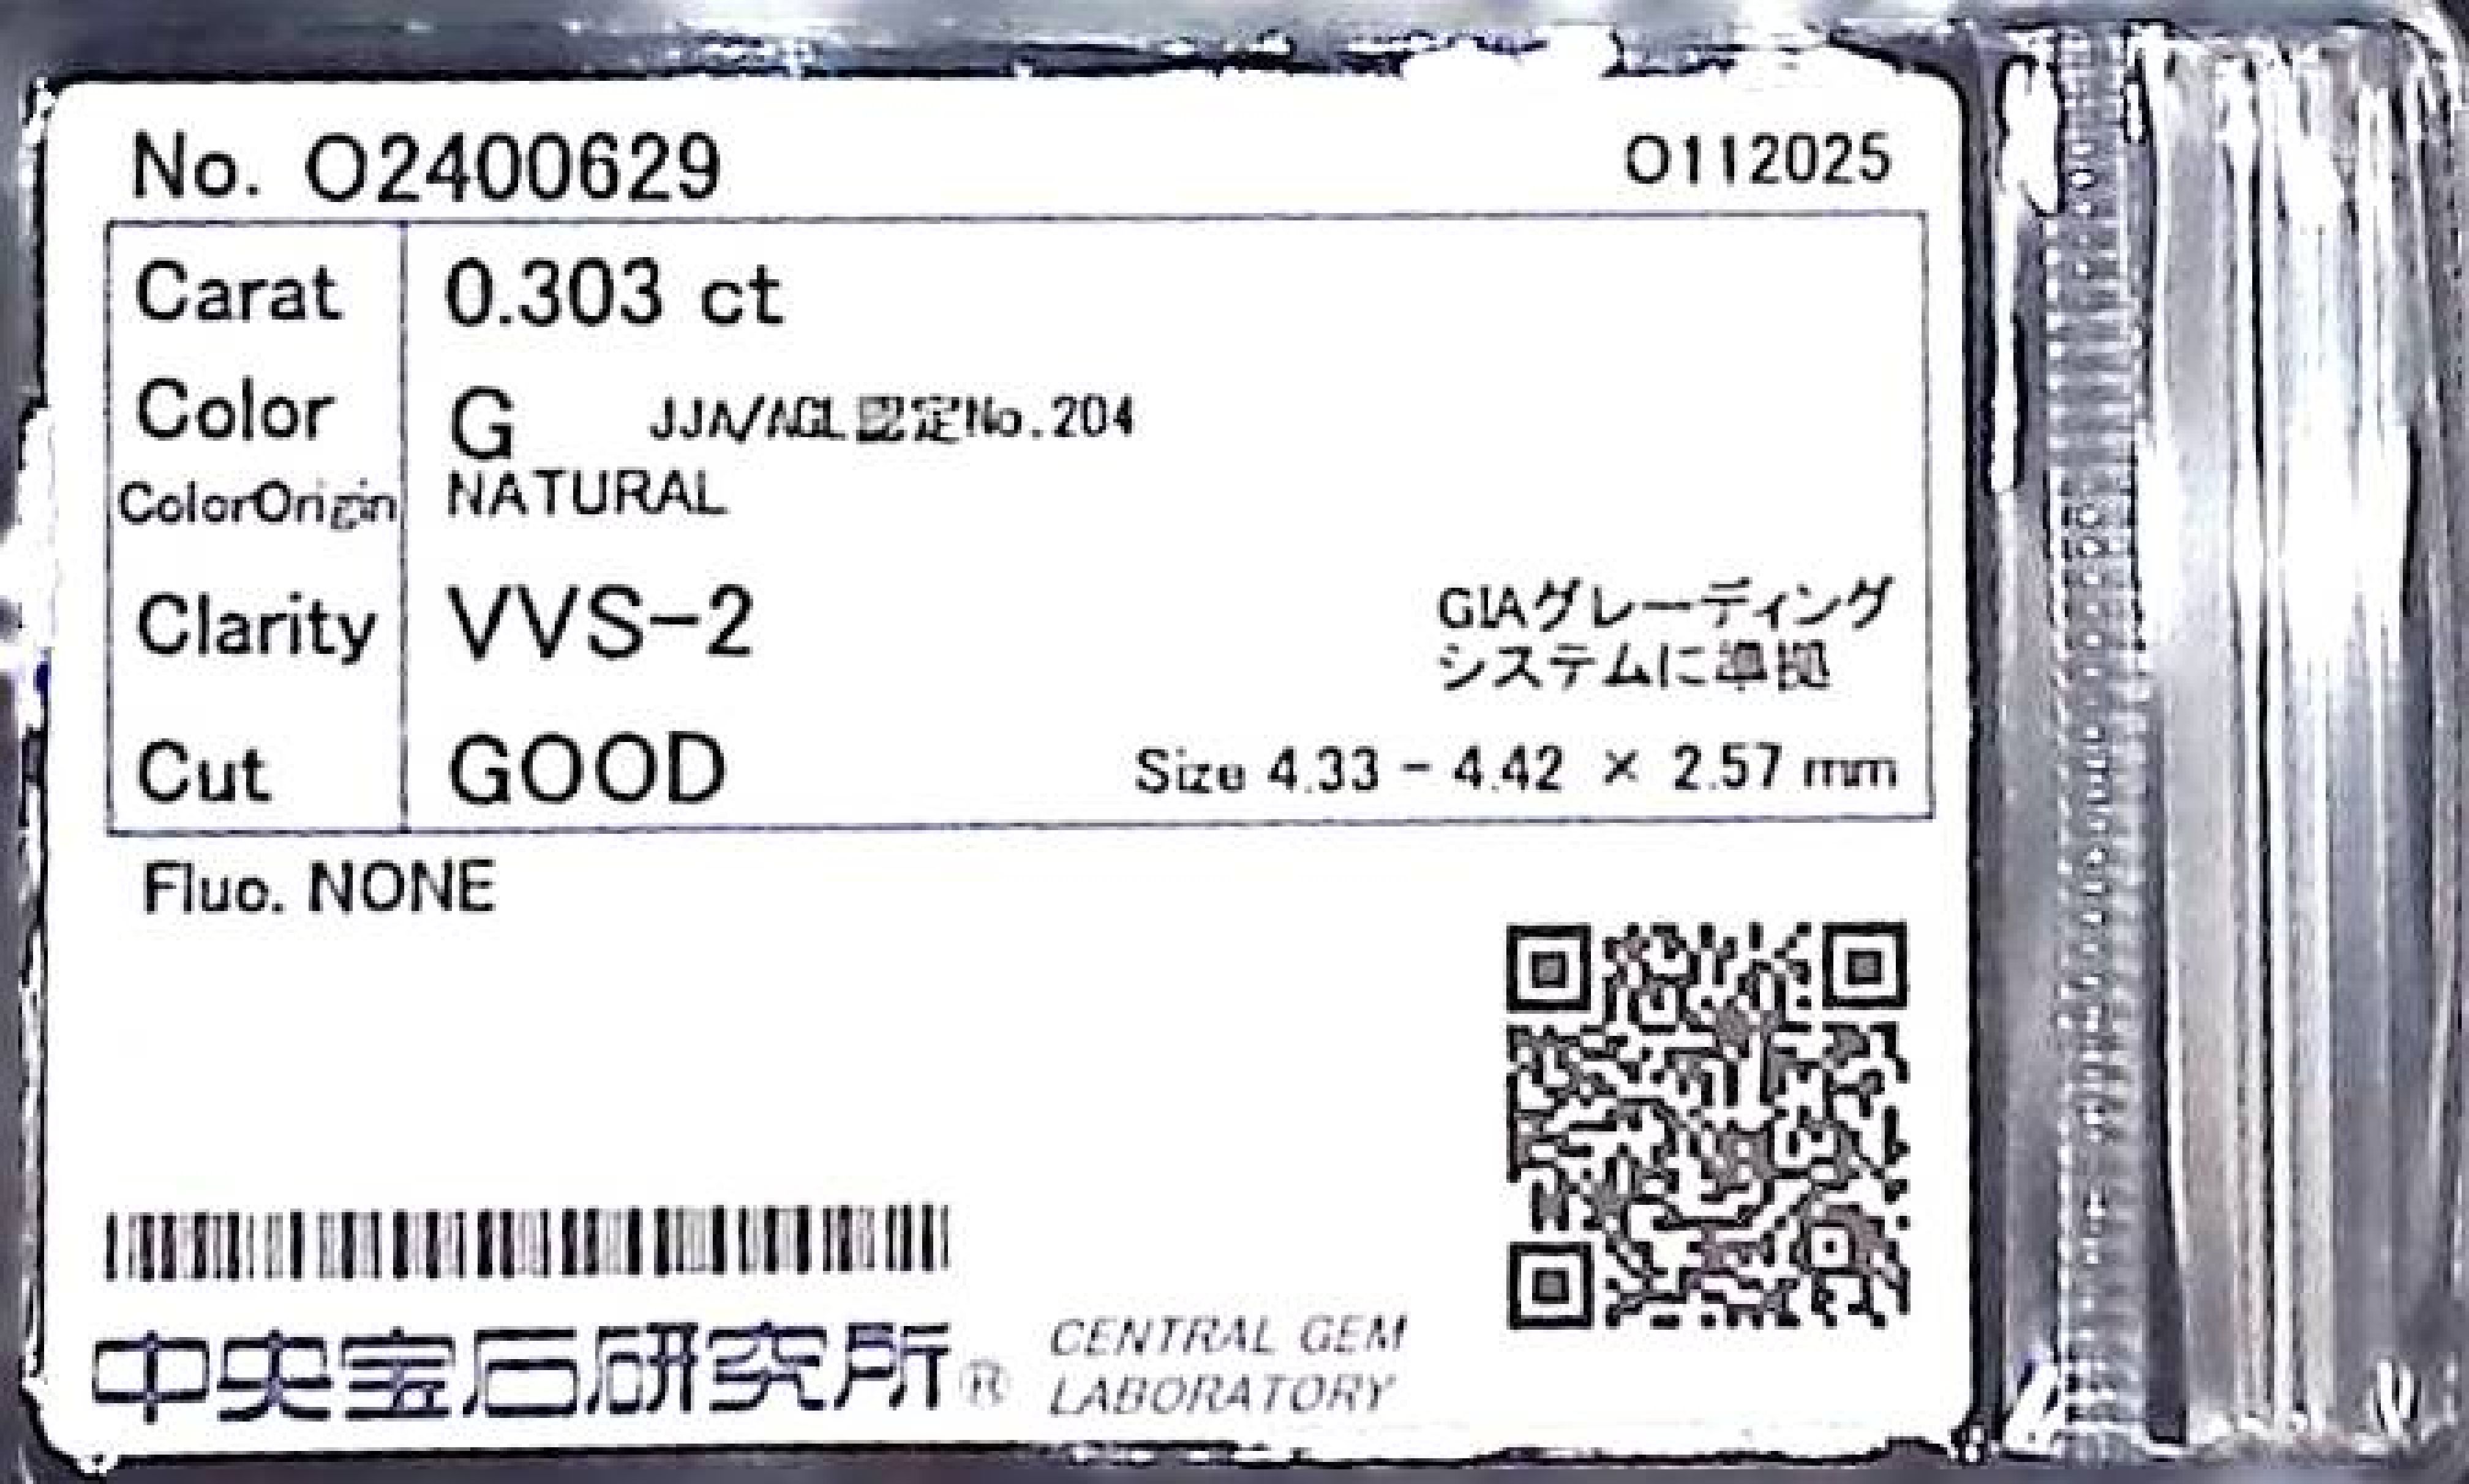 No. O2400629 O112025
Carat 0.303 ct
Color G JJA/AGL認定No.204
ColorOrigin NATURAL
Clarity VVS-2
GIAグレーディング
システムに準拠
Cut GOOD Size 4.33 - 4.42 × 2.57 mm
Fluo. NONE
中央宝石研究所® CENTRAL GEM
LABORATORY